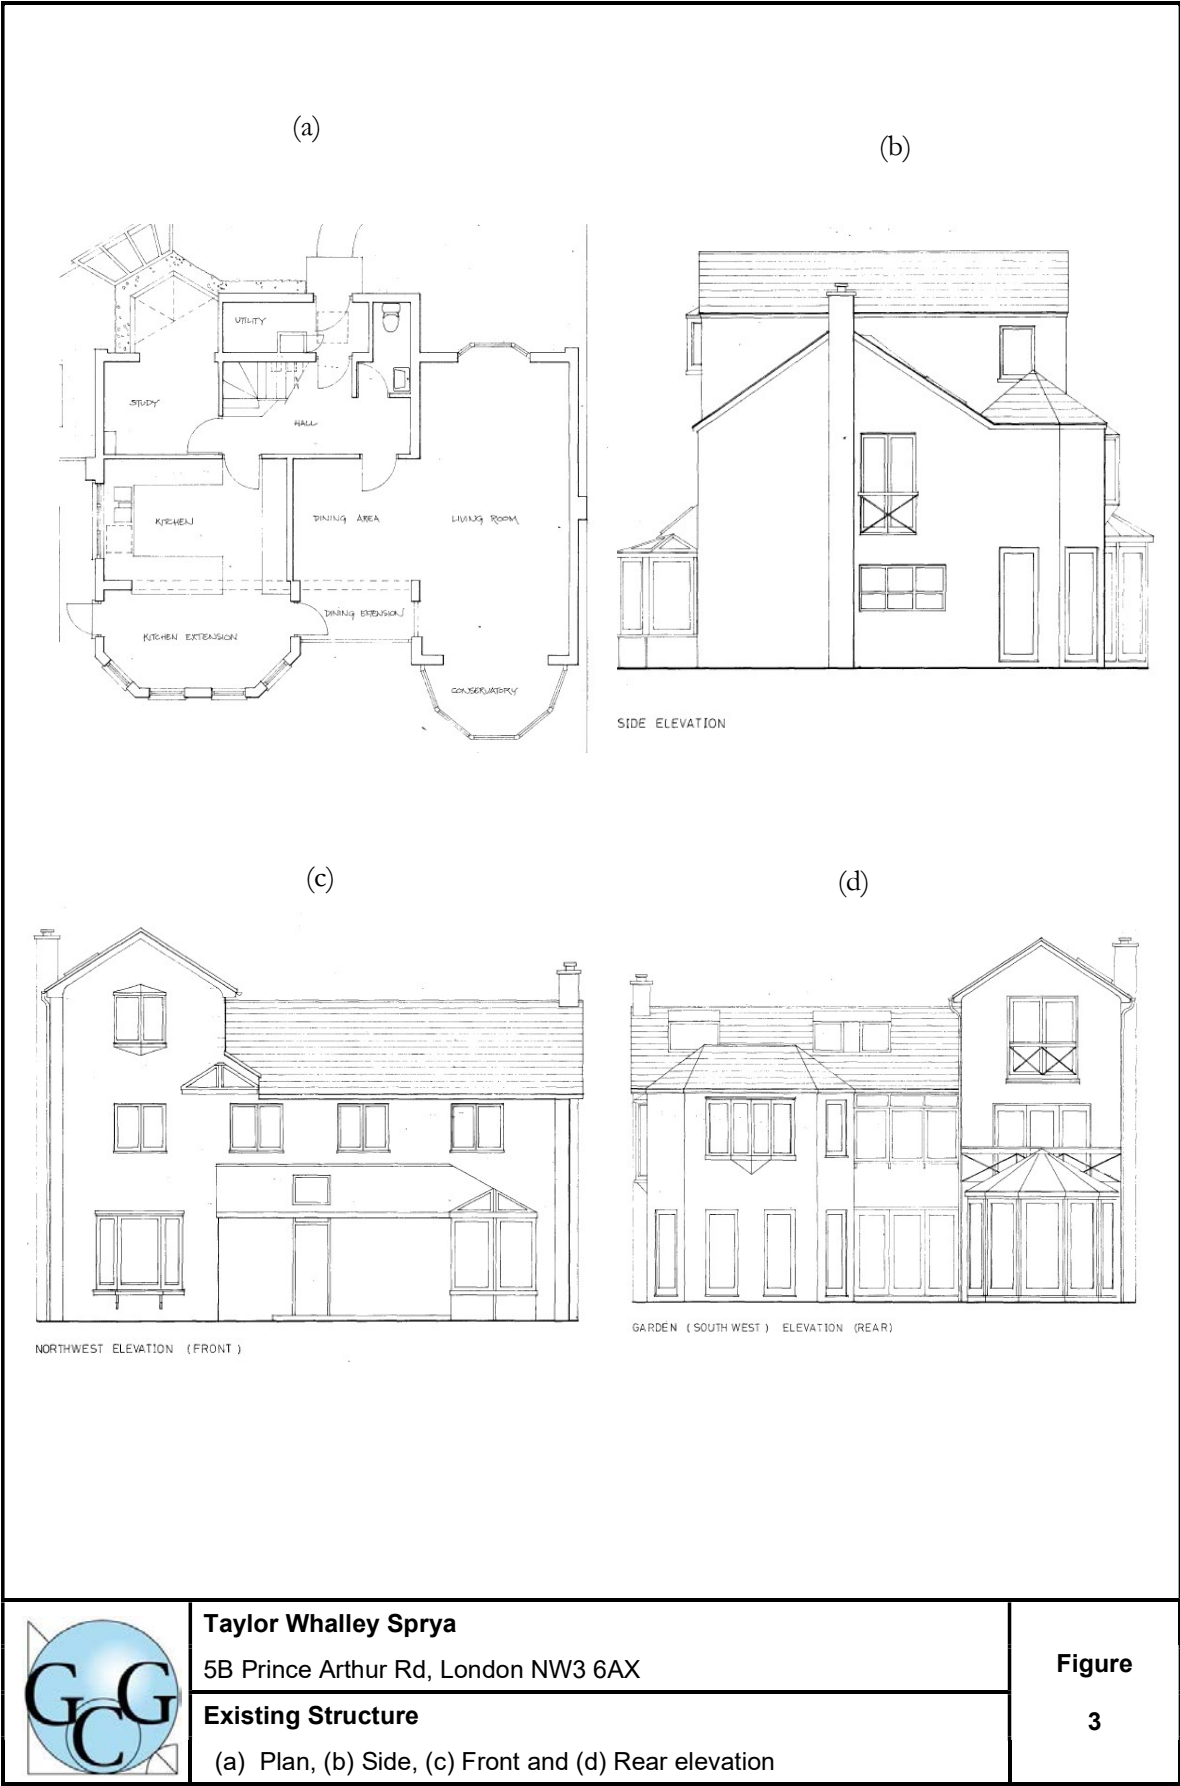 (a)
(b)
UTILITY
STUDY
HALL
KITCHEN
DINING AREA
LIVING ROOM
DINING EXTENSION
KITCHEN EXTENSION
CONSERVATORY
SIDE ELEVATION
(c)
(d)
NORTHWEST ELEVATION (FRONT)
GARDEN (SOUTH WEST) ELEVATION (REAR)
GCG
Taylor Whalley Sprya
5B Prince Arthur Rd, London NW3 6AX
Existing Structure
(a) Plan, (b) Side, (c) Front and (d) Rear elevation
Figure
3